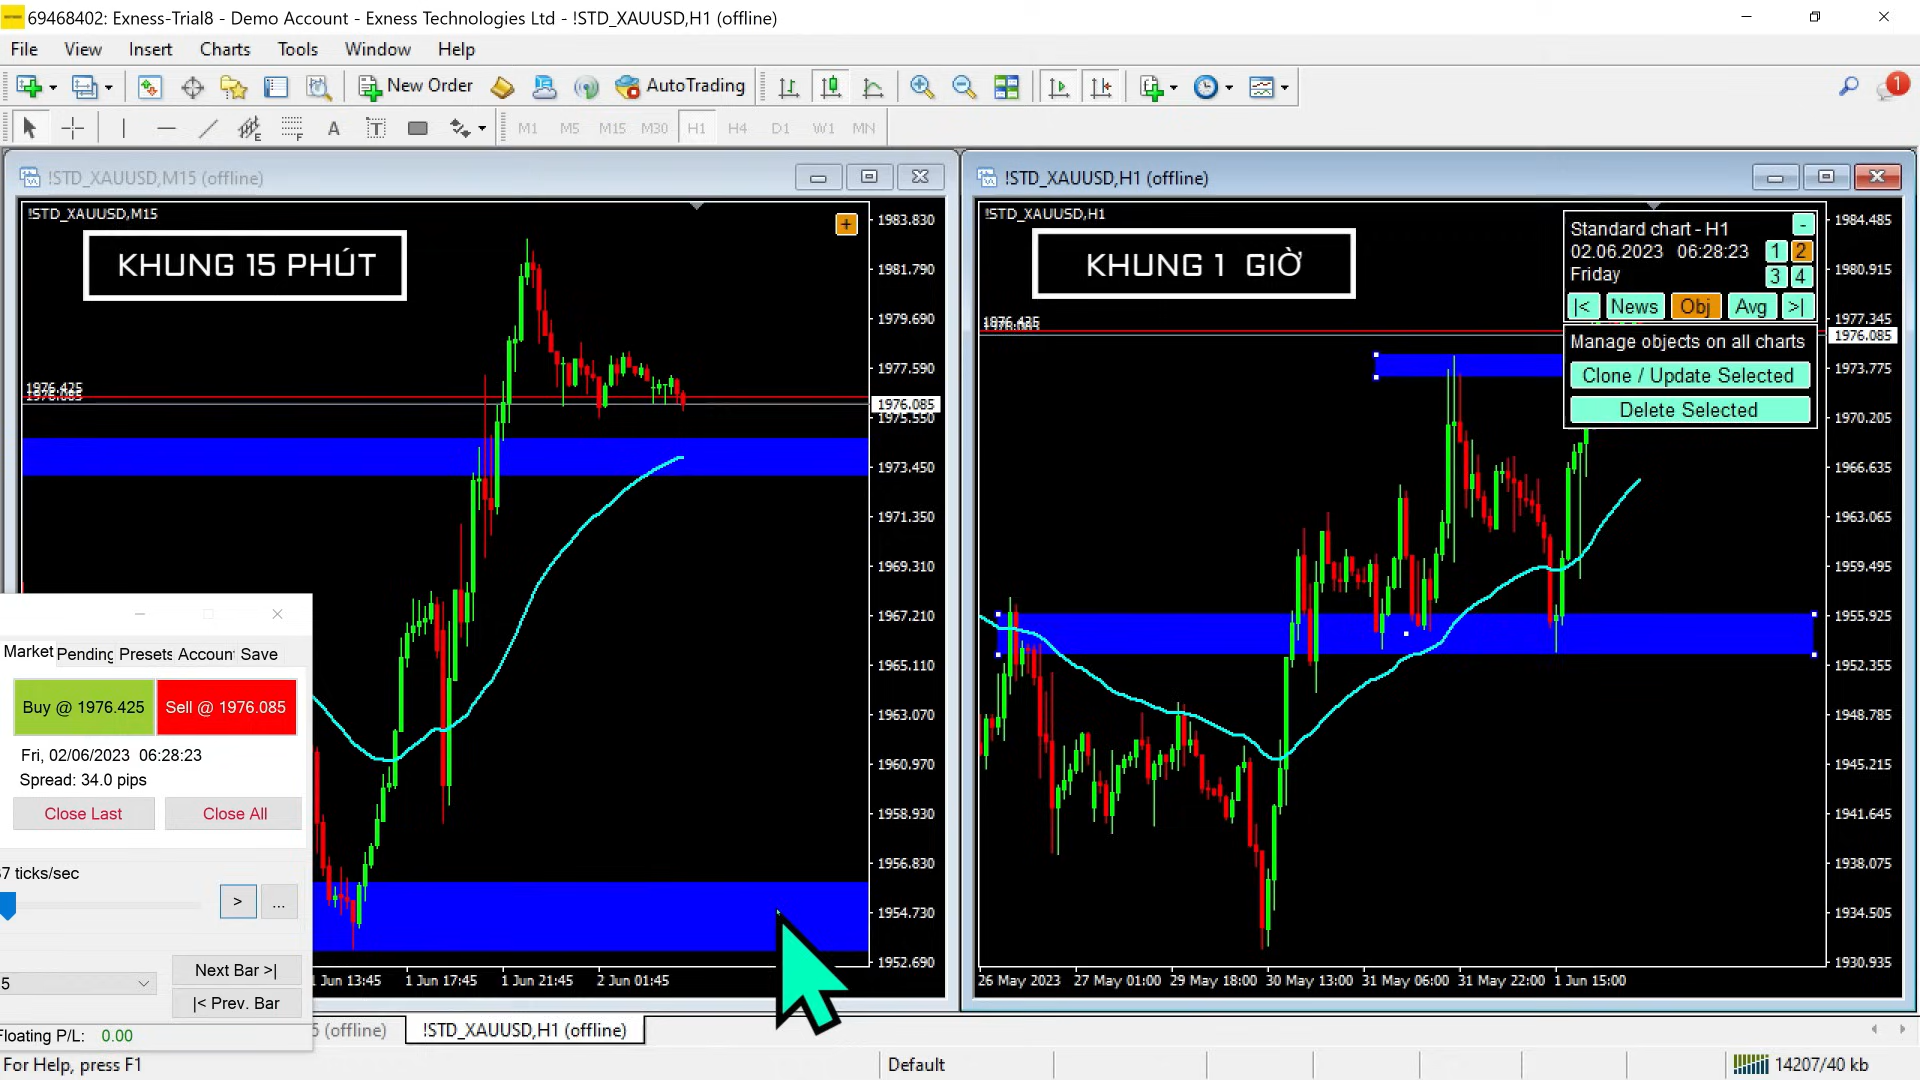 69468402: Exness-Trial8 - Demo Account - Exness Technologies Ltd - !STD_XAUUSD,H1 (offline)
File View Insert Charts Tools Window Help
New Order AutoTrading 1
A T M1 M5 M15 M30 H1 H4 D1 W1 MN
!STD_XAUUSD,M15 (offline)
!STD_XAUUSD,M15
KHUNG 15 PHÚT
1976.425
1983.830
1981.790
1979.690
1977.590
1976.085
1975.550
1973.450
1971.350
1969.310
1967.210
1965.110
1963.070
1960.970
1958.930
1956.830
1954.730
1952.690
1 Jun 13:45 1 Jun 17:45 1 Jun 21:45 2 Jun 01:45
!STD_XAUUSD,H1 (offline)
!STD_XAUUSD,H1
KHUNG 1 GIỜ
1976.425
Standard chart - H1
02.06.2023 06:28:23 1 2
Friday 3 4
|< News Obj Avg >|
Manage objects on all charts
Clone / Update Selected
Delete Selected
1984.485
1980.915
1977.345
1976.085
1973.775
1970.205
1966.635
1963.065
1959.495
1955.925
1952.355
1948.785
1945.215
1941.645
1938.075
1934.505
1930.935
26 May 2023 27 May 01:00 29 May 18:00 30 May 13:00 31 May 06:00 31 May 22:00 1 Jun 15:00
Market Pending Presets Accoun Save
Buy @ 1976.425 Sell @ 1976.085
Fri, 02/06/2023 06:28:23
Spread: 34.0 pips
Close Last Close All
7 ticks/sec
> ...
Next Bar >|
5
|< Prev. Bar
Floating P/L: 0.00
(offline) !STD_XAUUSD,H1 (offline)
For Help, press F1 Default 14207/40 kb